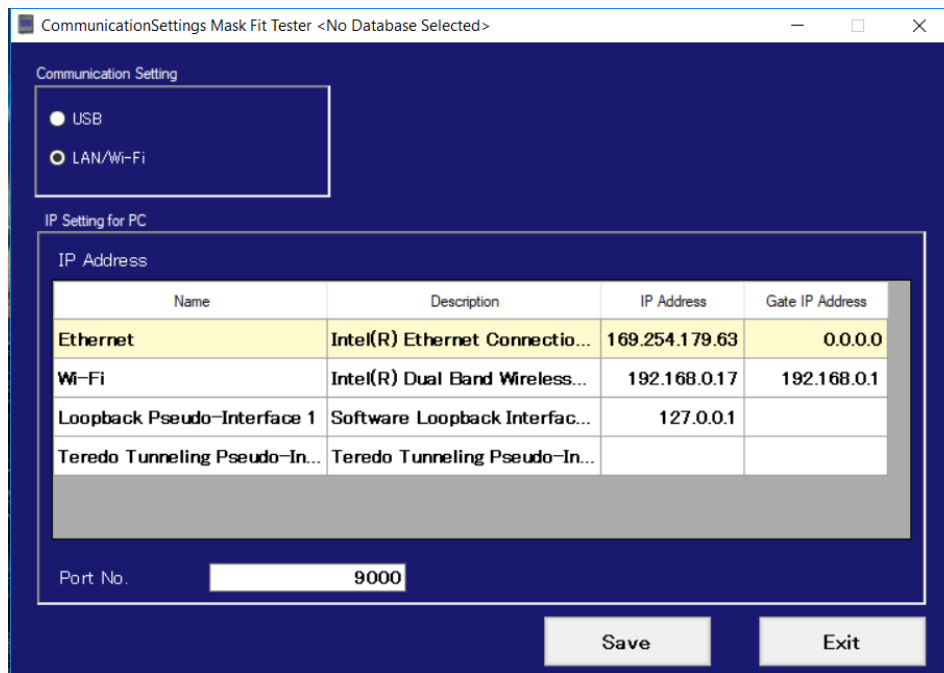 CommunicationSettings Mask Fit Tester <No Database Selected>
Communication Setting
USB
LAN/Wi-Fi
IP Setting for PC
IP Address
Name Description IP Address Gate IP Address
Ethernet Intel(R) Ethernet Connectio... 169.254.179.63 0.0.0.0
Wi-Fi Intel(R) Dual Band Wireless... 192.168.0.17 192.168.0.1
Loopback Pseudo-Interface 1 Software Loopback Interfac... 127.0.0.1
Teredo Tunneling Pseudo-In... Teredo Tunneling Pseudo-In...
Port No. 9000
Save Exit